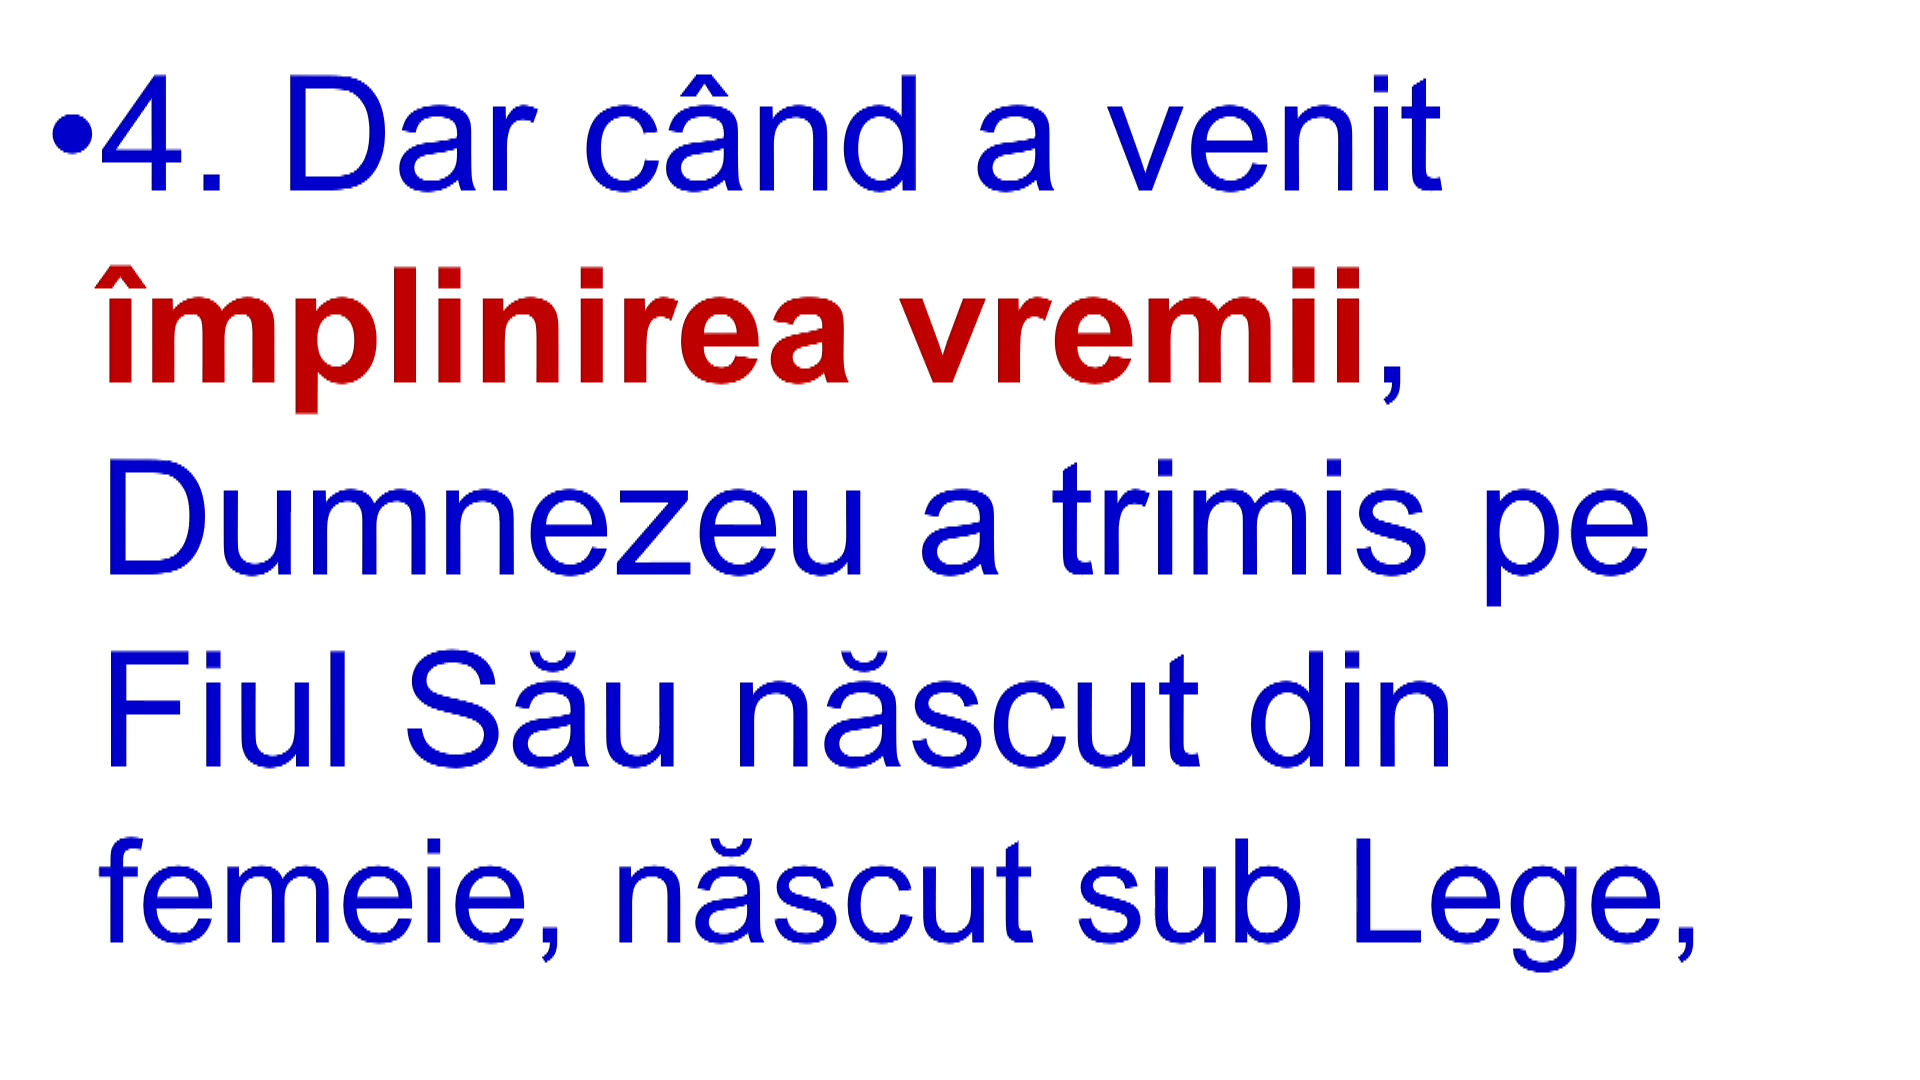 •4. Dar când a venit
împlinirea vremii,
Dumnezeu a trimis pe
Fiul Său născut din
femeie, născut sub Lege,